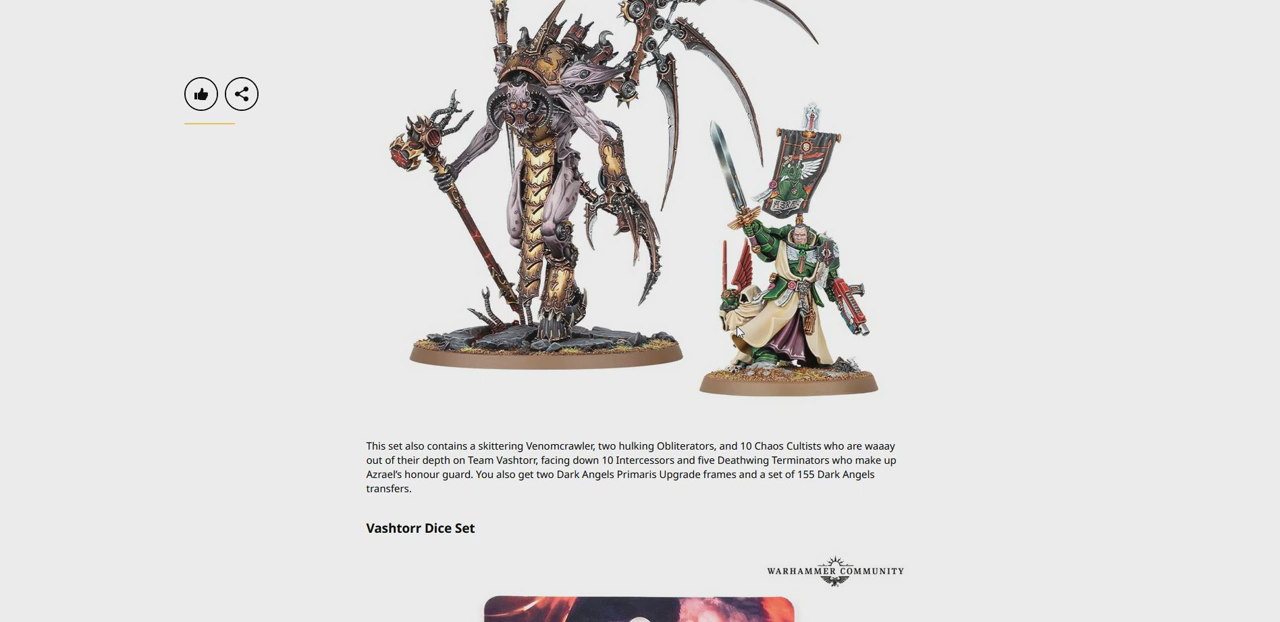 This set also contains a skittering Venomcrawler, two hulking Obliterators, and 10 Chaos Cultists who are waaay
out of their depth on Team Vashtorr, facing down 10 Intercessors and five Deathwing Terminators who make up
Azrael’s honour guard. You also get two Dark Angels Primaris Upgrade frames and a set of 155 Dark Angels
transfers.
Vashtorr Dice Set
WARHAMMER COMMUNITY